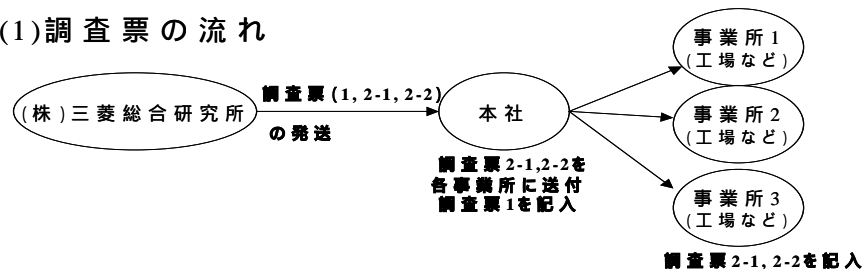 (1)調査票の流れ
(株)三菱総合研究所
調査票(1, 2-1, 2-2)
の発送
本社
調査票2-1,2-2を
各事業所に送付
調査票1を記入
事業所1
(工場など)
事業所2
(工場など)
事業所3
(工場など)
調査票2-1, 2-2を記入